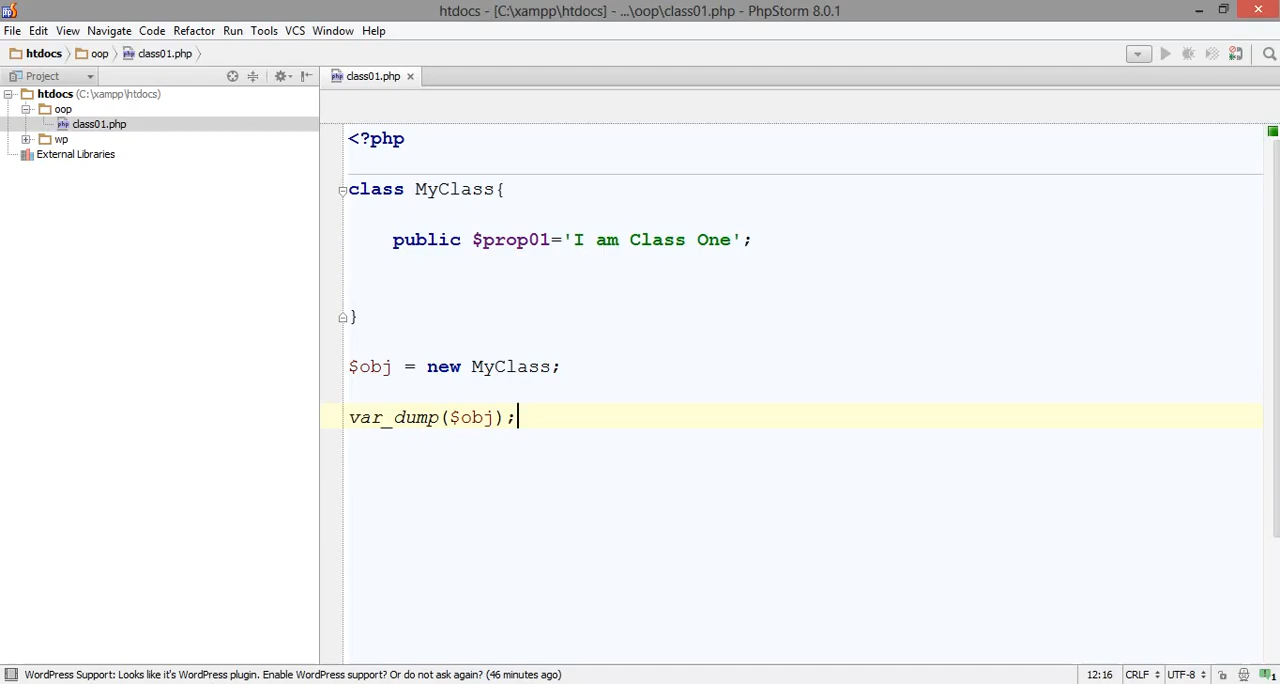 htdocs - [C:\xampp\htdocs] - ...\oop\class01.php - PhpStorm 8.0.1
File Edit View Navigate Code Refactor Run Tools VCS Window Help
htdocs oop class01.php
Project
class01.php
htdocs (C:\xampp\htdocs)
oop
class01.php
wp
External Libraries
<?php
class MyClass{
public $prop01='I am Class One';
}
$obj = new MyClass;
var_dump($obj);
WordPress Support: Looks like it's WordPress plugin. Enable WordPress support? Or do not ask again? (46 minutes ago)
12:16 CRLF UTF-8 1